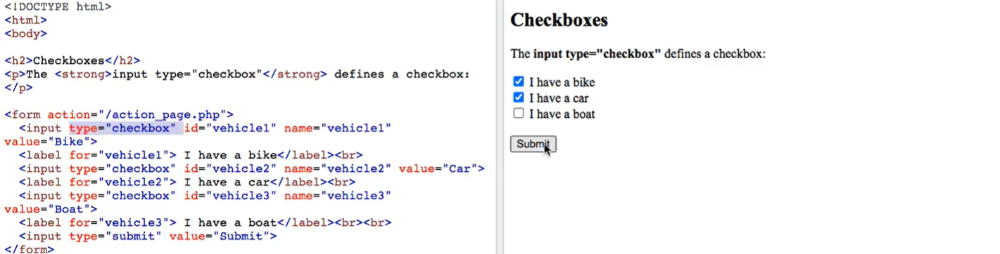 <!DOCTYPE html>
<html>
<body>
<h2>Checkboxes</h2>
<p>The <strong>input type="checkbox"</strong> defines a checkbox:
</p>
<form action="/action_page.php">
<input type="checkbox" id="vehicle1" name="vehicle1"
value="Bike">
<label for="vehicle1"> I have a bike</label><br>
<input type="checkbox" id="vehicle2" name="vehicle2" value="Car">
<label for="vehicle2"> I have a car</label><br>
<input type="checkbox" id="vehicle3" name="vehicle3"
value="Boat">
<label for="vehicle3"> I have a boat</label><br><br>
<input type="submit" value="Submit">
</form>
Checkboxes
The input type="checkbox" defines a checkbox:
I have a bike
I have a car
I have a boat
Submit